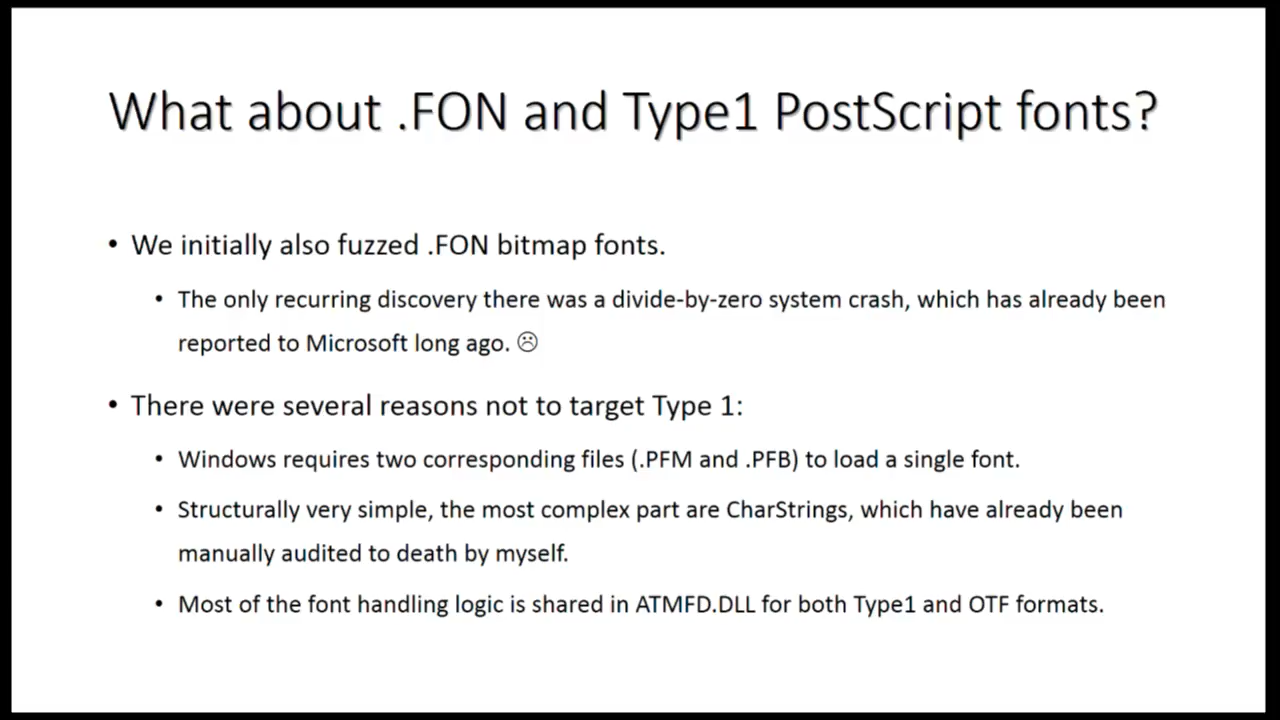 What about .FON and Type1 PostScript fonts?
• We initially also fuzzed .FON bitmap fonts.
• The only recurring discovery there was a divide-by-zero system crash, which has already been
reported to Microsoft long ago. ☹
• There were several reasons not to target Type 1:
• Windows requires two corresponding files (.PFM and .PFB) to load a single font.
• Structurally very simple, the most complex part are CharStrings, which have already been
manually audited to death by myself.
• Most of the font handling logic is shared in ATMFD.DLL for both Type1 and OTF formats.